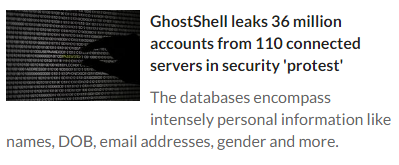 GhostShell leaks 36 million
accounts from 110 connected
servers in security 'protest'
The databases encompass
intensely personal information like
names, DOB, email addresses, gender and more.